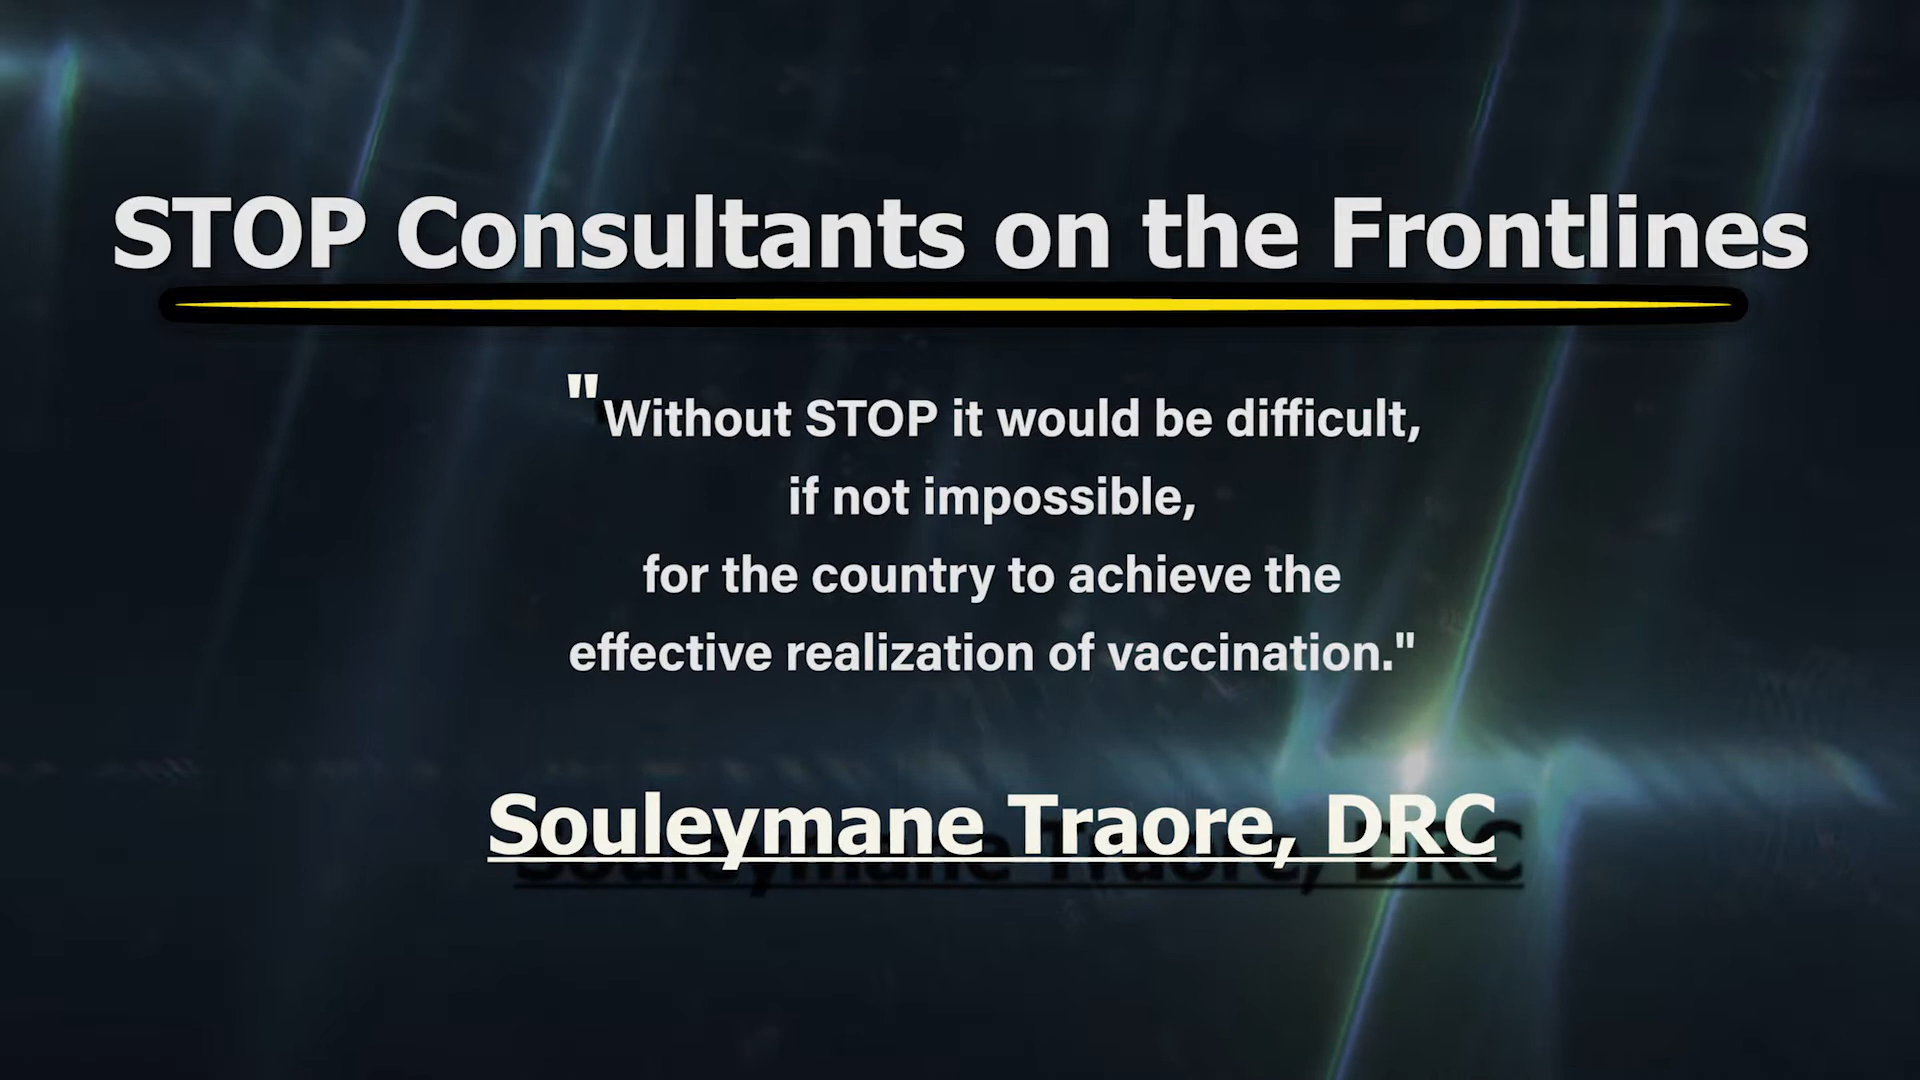 STOP Consultants on the Frontlines
"Without STOP it would be difficult,
if not impossible,
for the country to achieve the
effective realization of vaccination."
Souleymane Traore, DRC